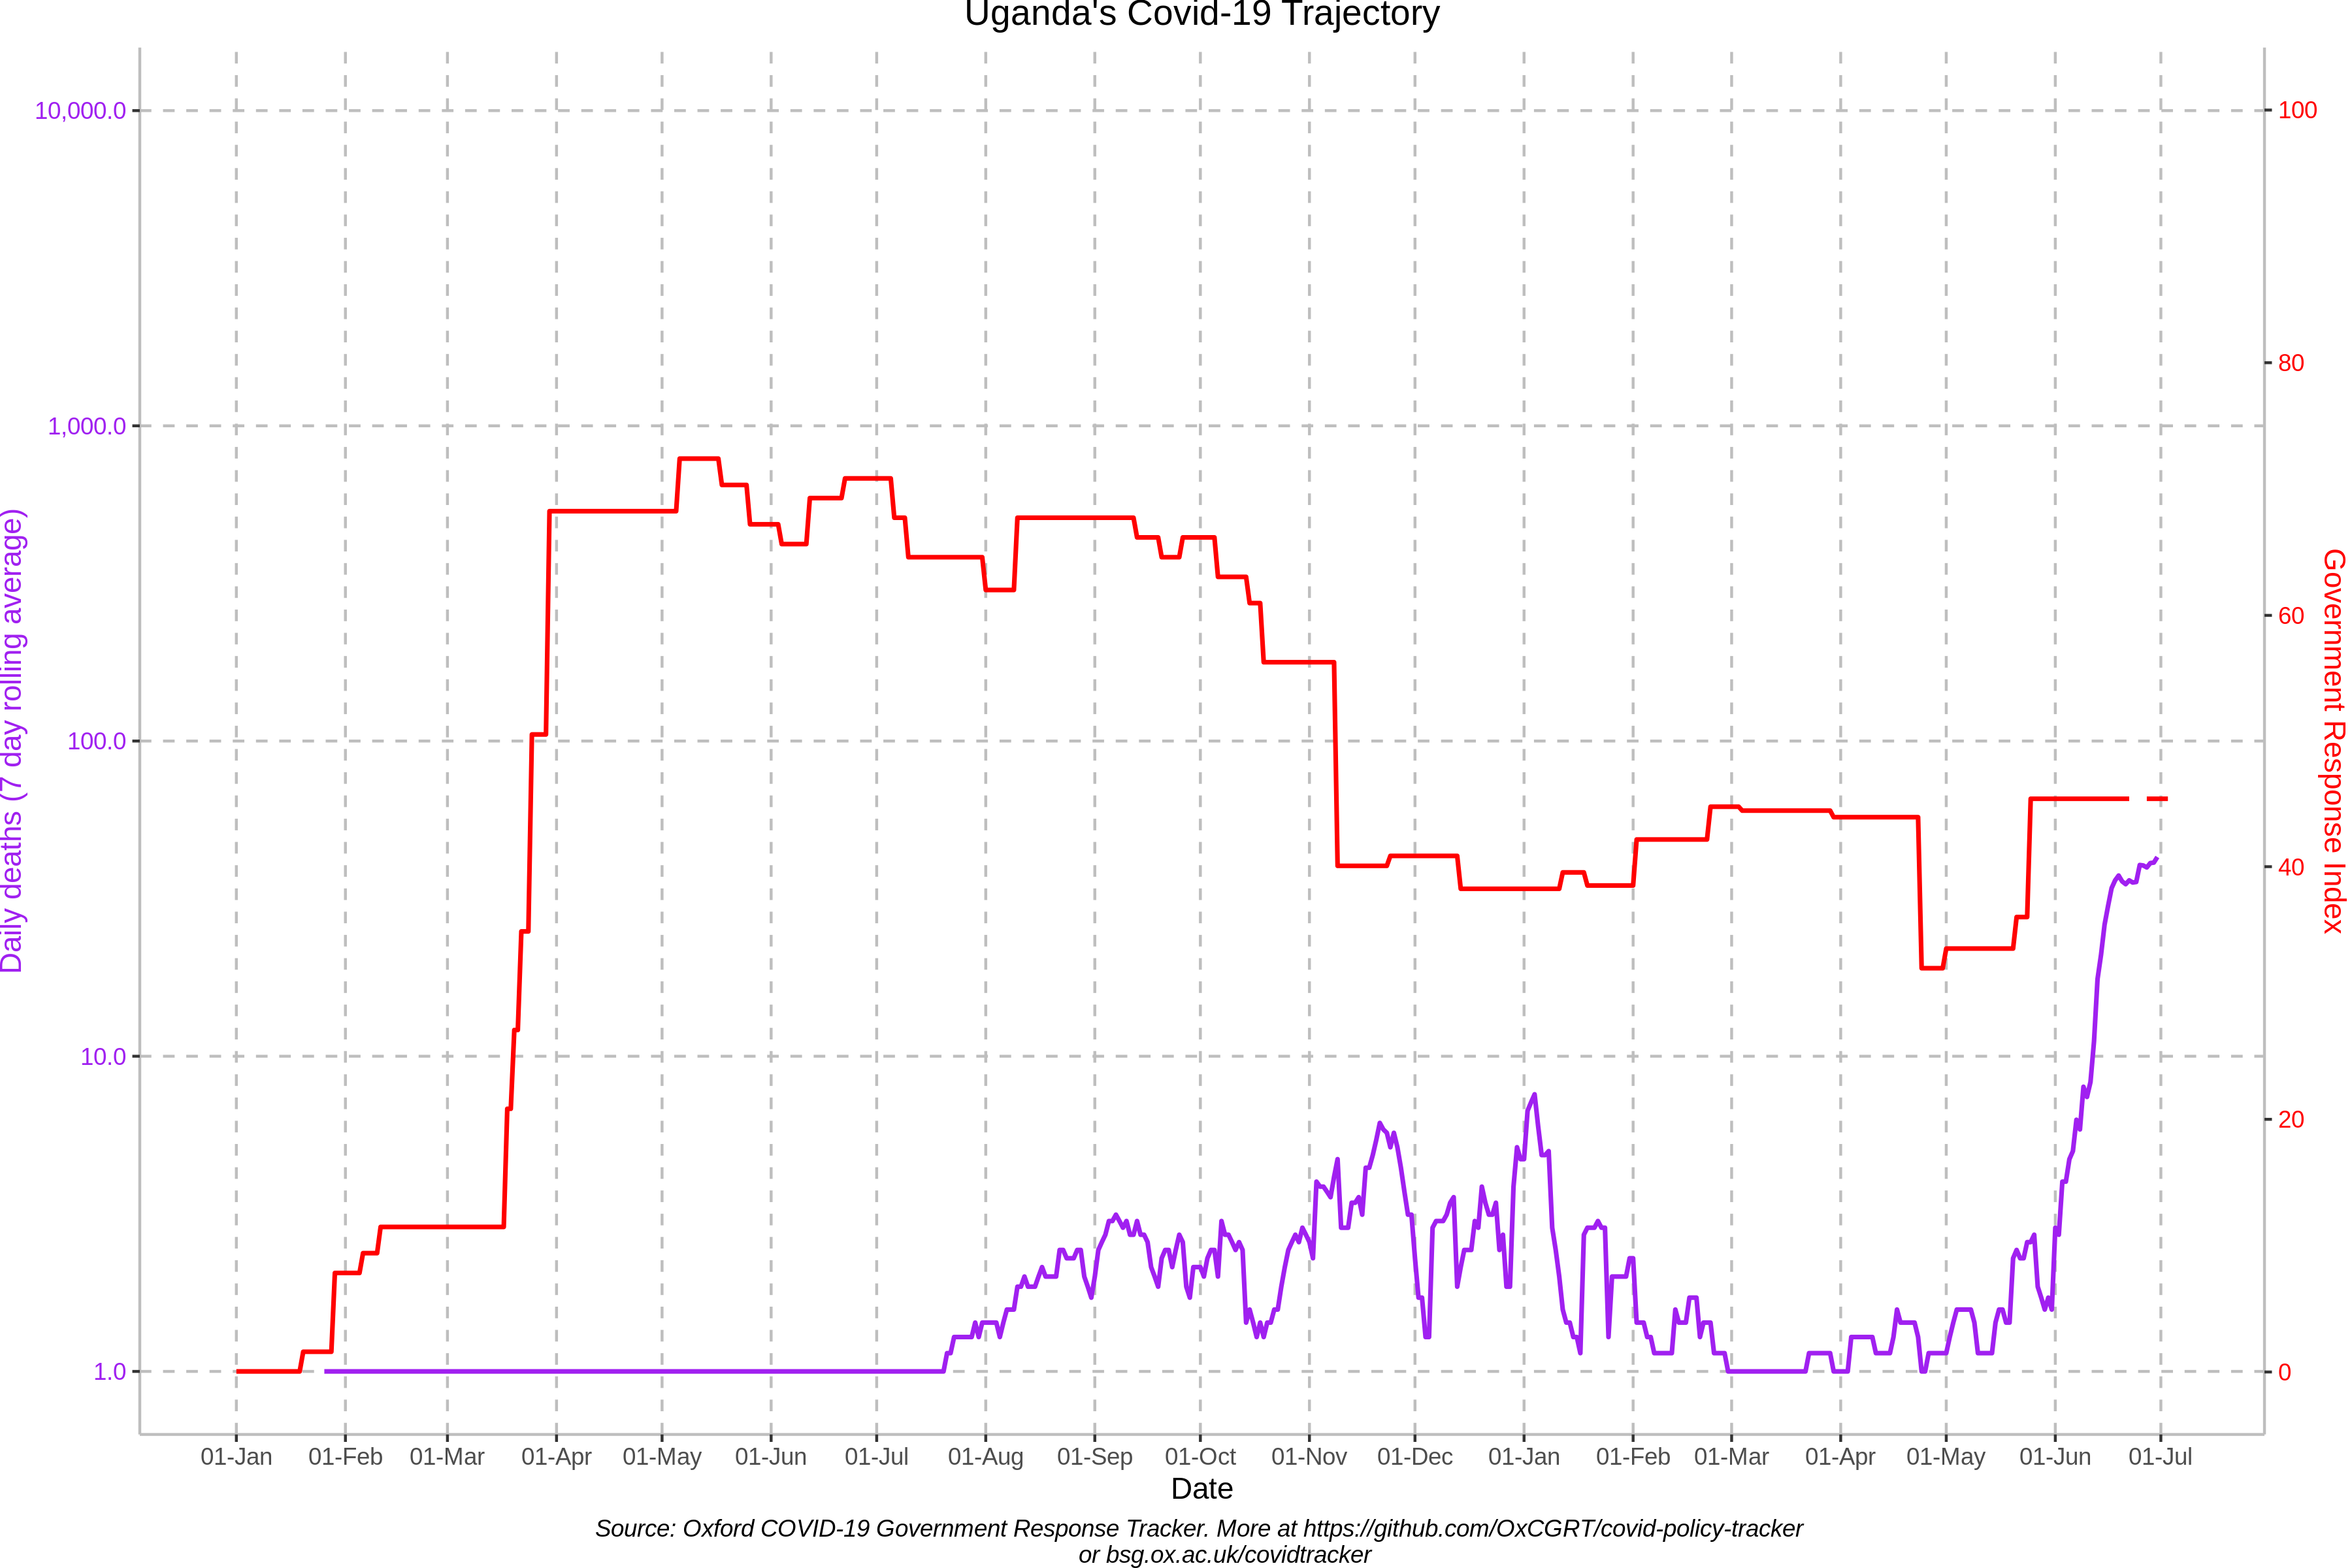 Uganda's Covid-19 Trajectory
10,000.0
1,000.0
100.0
10.0
1.0
Daily deaths (7 day rolling average)
100
80
60
40
20
0
Government Response Index
01-Jan 01-Feb 01-Mar 01-Apr 01-May 01-Jun 01-Jul 01-Aug 01-Sep 01-Oct 01-Nov 01-Dec 01-Jan 01-Feb 01-Mar 01-Apr 01-May 01-Jun 01-Jul
Date
Source: Oxford COVID-19 Government Response Tracker. More at https://github.com/OxCGRT/covid-policy-tracker
or bsg.ox.ac.uk/covidtracker